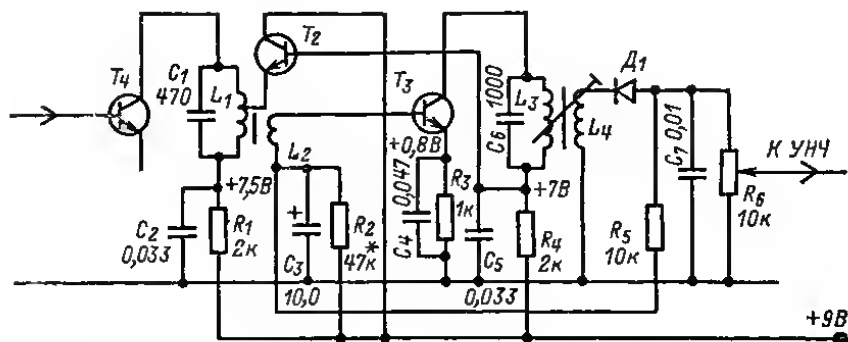 T4
C1
470
L1
T2
+7,5В
C2
0,033
R1
2к
L2
C3
10,0
R2
47к*
T3
+0,8В
0,047
C4
R3
1к
C5
0,033
C6 1000
L3
+7В
R4
2к
L4
Д1
R5
10к
C7 0,01
R6
10к
К УНЧ
+9В